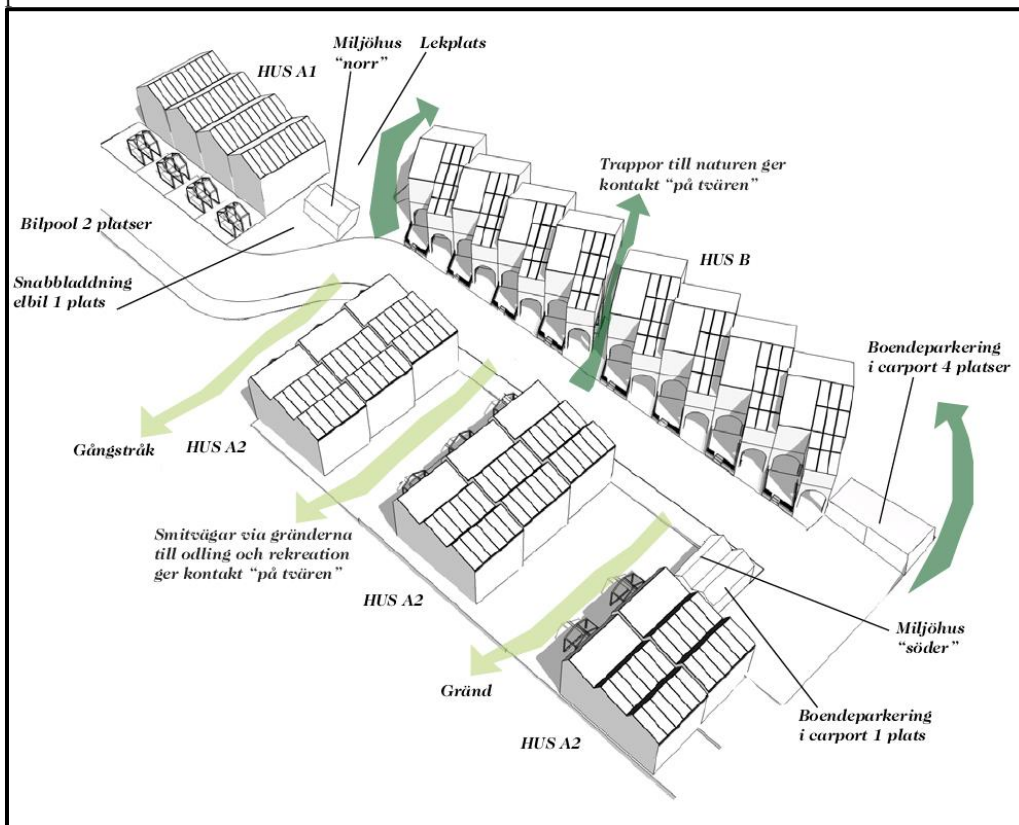 Miljöhus
"norr"
Lekplats
HUS A1
Trappor till naturen ger
kontakt "på tvären"
Bilpool 2 platser
HUS B
Snabbladdning
elbil 1 plats
Boendeparkering
i carport 4 platser
Gångstråk
HUS A2
Smitvägar via gränderna
till odling och rekreation
ger kontakt "på tvären"
HUS A2
Miljöhus
"söder"
Gränd
Boendeparkering
i carport 1 plats
HUS A2